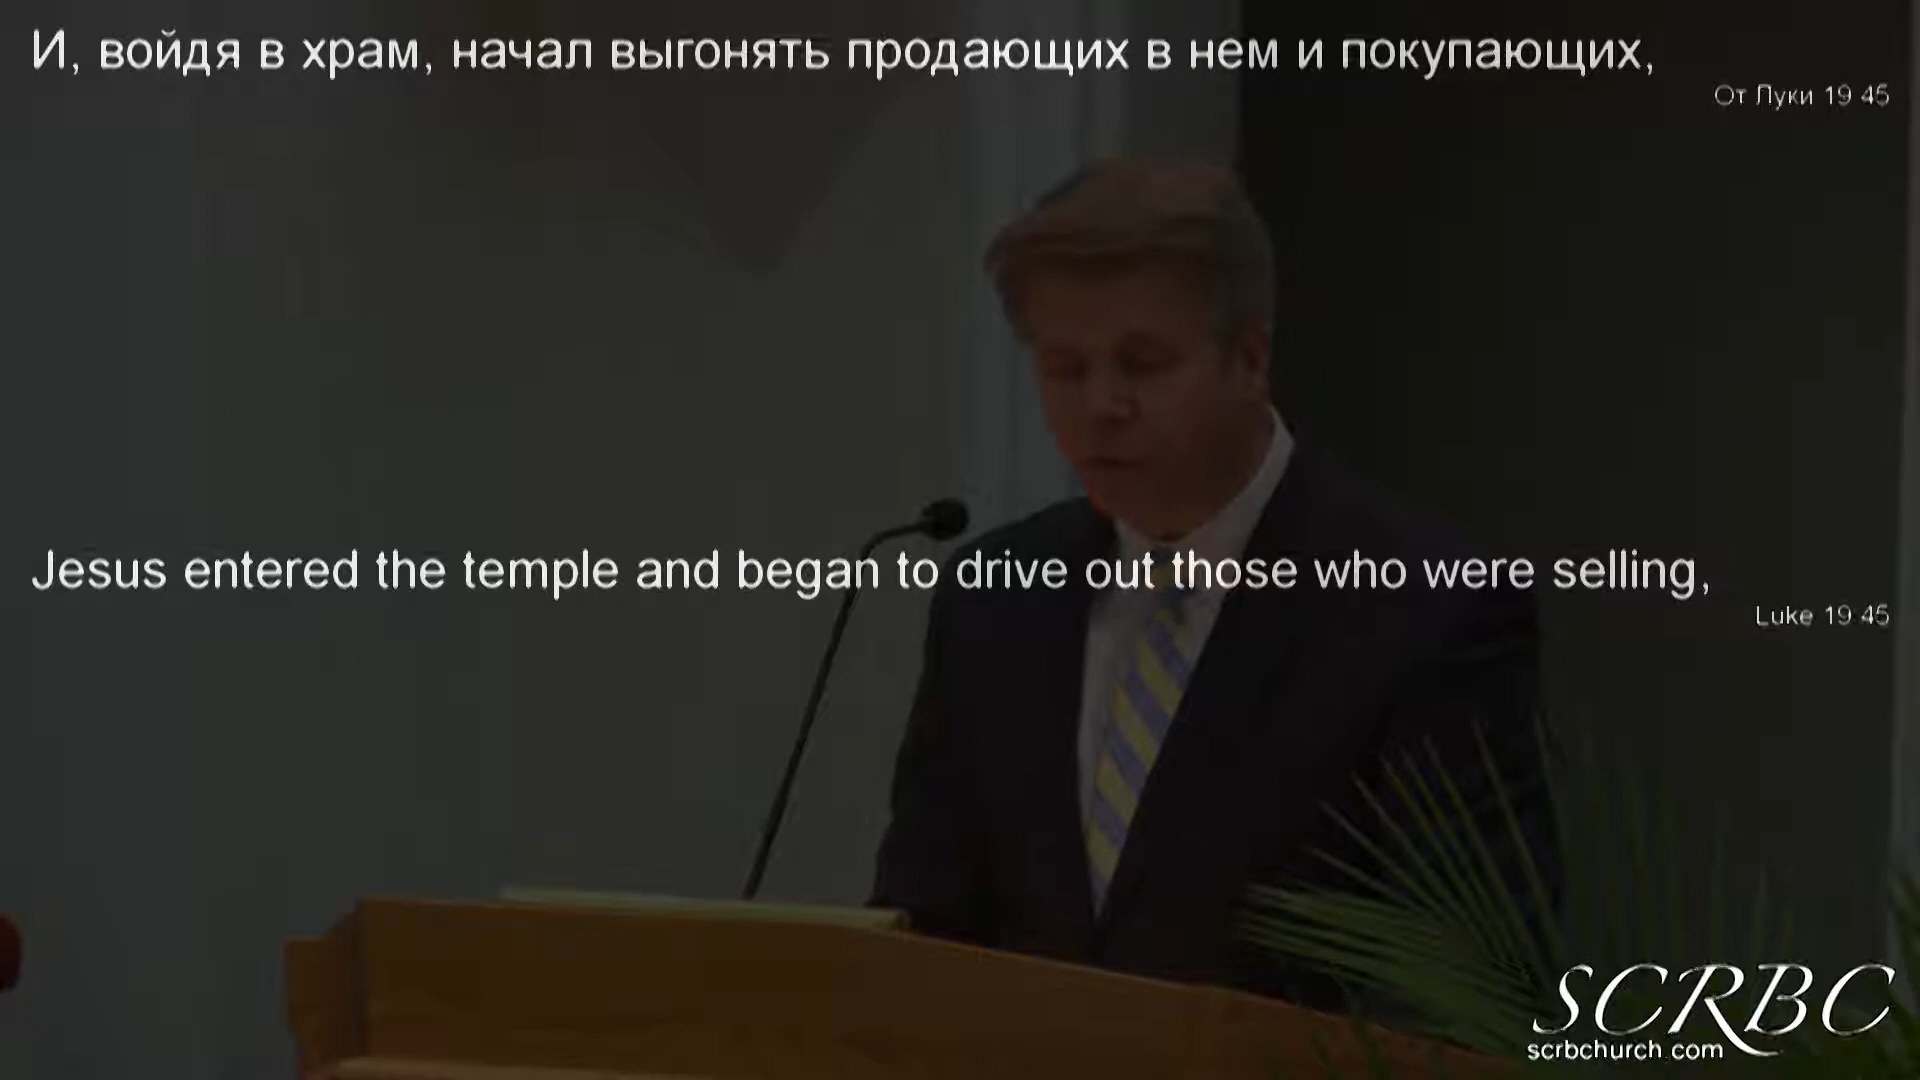 И, войдя в храм, начал выгонять продающих в нем и покупающих,
От Луки 19 45
Jesus entered the temple and began to drive out those who were selling,
Luke 19 45
SCRBC
scrbchurch.com